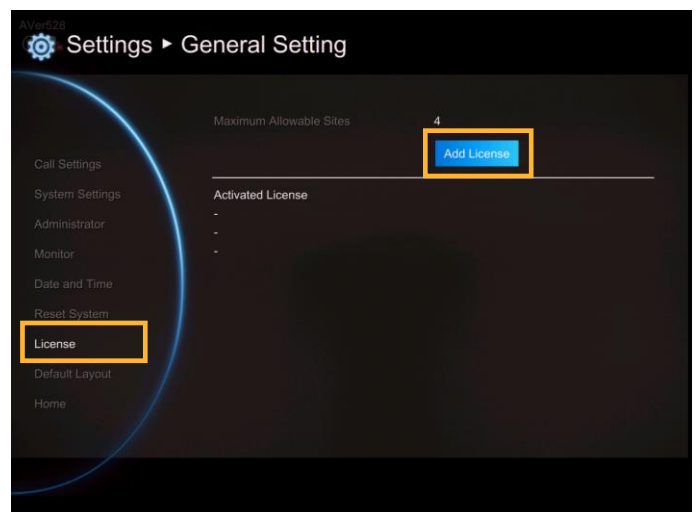 AVer528
Settings ▸ General Setting
Maximum Allowable Sites 4
Add License
Call Settings
System Settings
Administrator
Monitor
Date and Time
Reset System
License
Default Layout
Home
Activated License
-
-
-